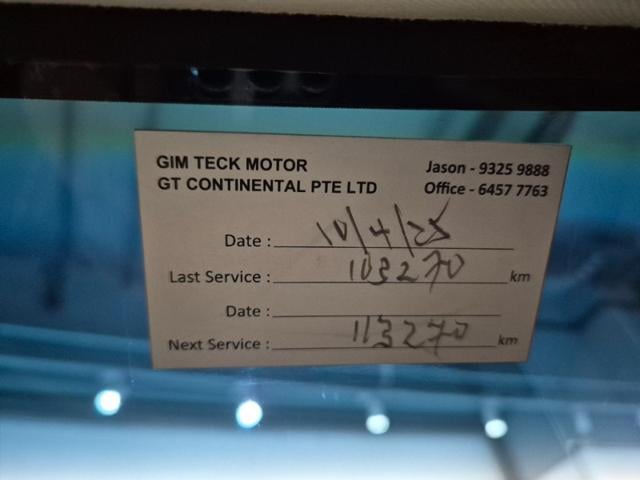 GIM TECK MOTOR
GT CONTINENTAL PTE LTD
Jason - 9325 9888
Office - 6457 7763
Date : 10/4/25
Last Service : 103270 km
Date :
Next Service : 113270 km